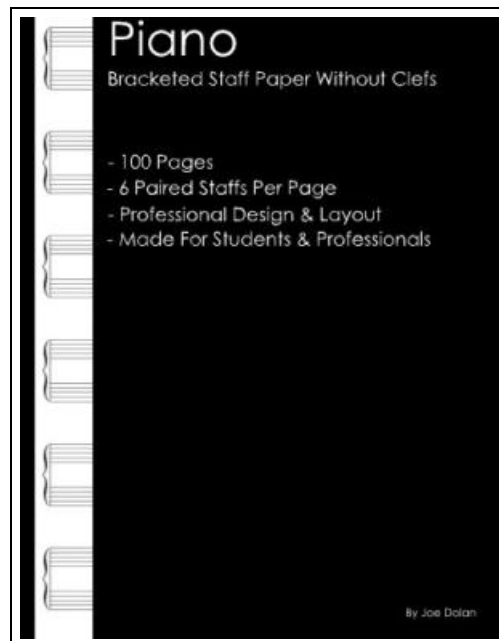 Piano
Bracketed Staff Paper Without Clefs
- 100 Pages
- 6 Paired Staffs Per Page
- Professional Design & Layout
- Made For Students & Professionals
By Joe Dolan